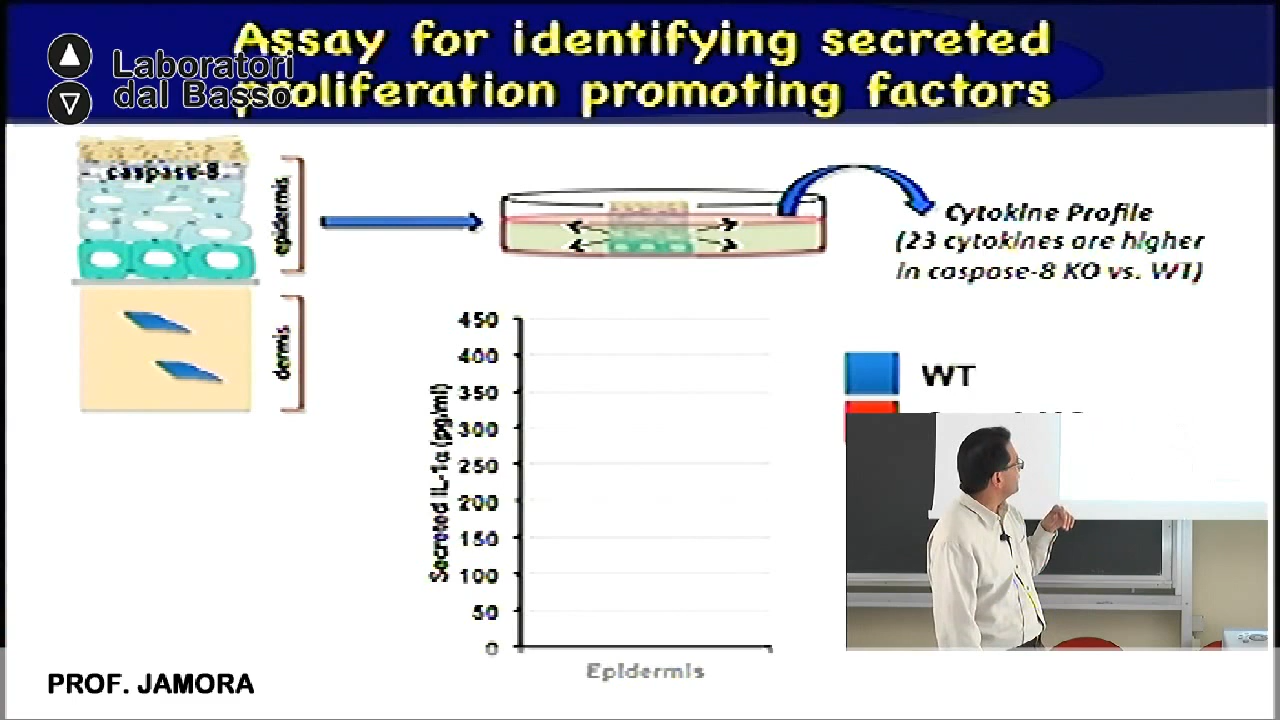 Assay for identifying secreted
proliferation promoting factors
Laboratori
dal Basso
caspase-8
epidermis
dermis
Cytokine Profile
(23 cytokines are higher
in caspase-8 KO vs. WT)
WT
Secreted IL-1α (pg/ml)
450
400
350
300
250
200
150
100
50
0
Epidermis
PROF. JAMORA